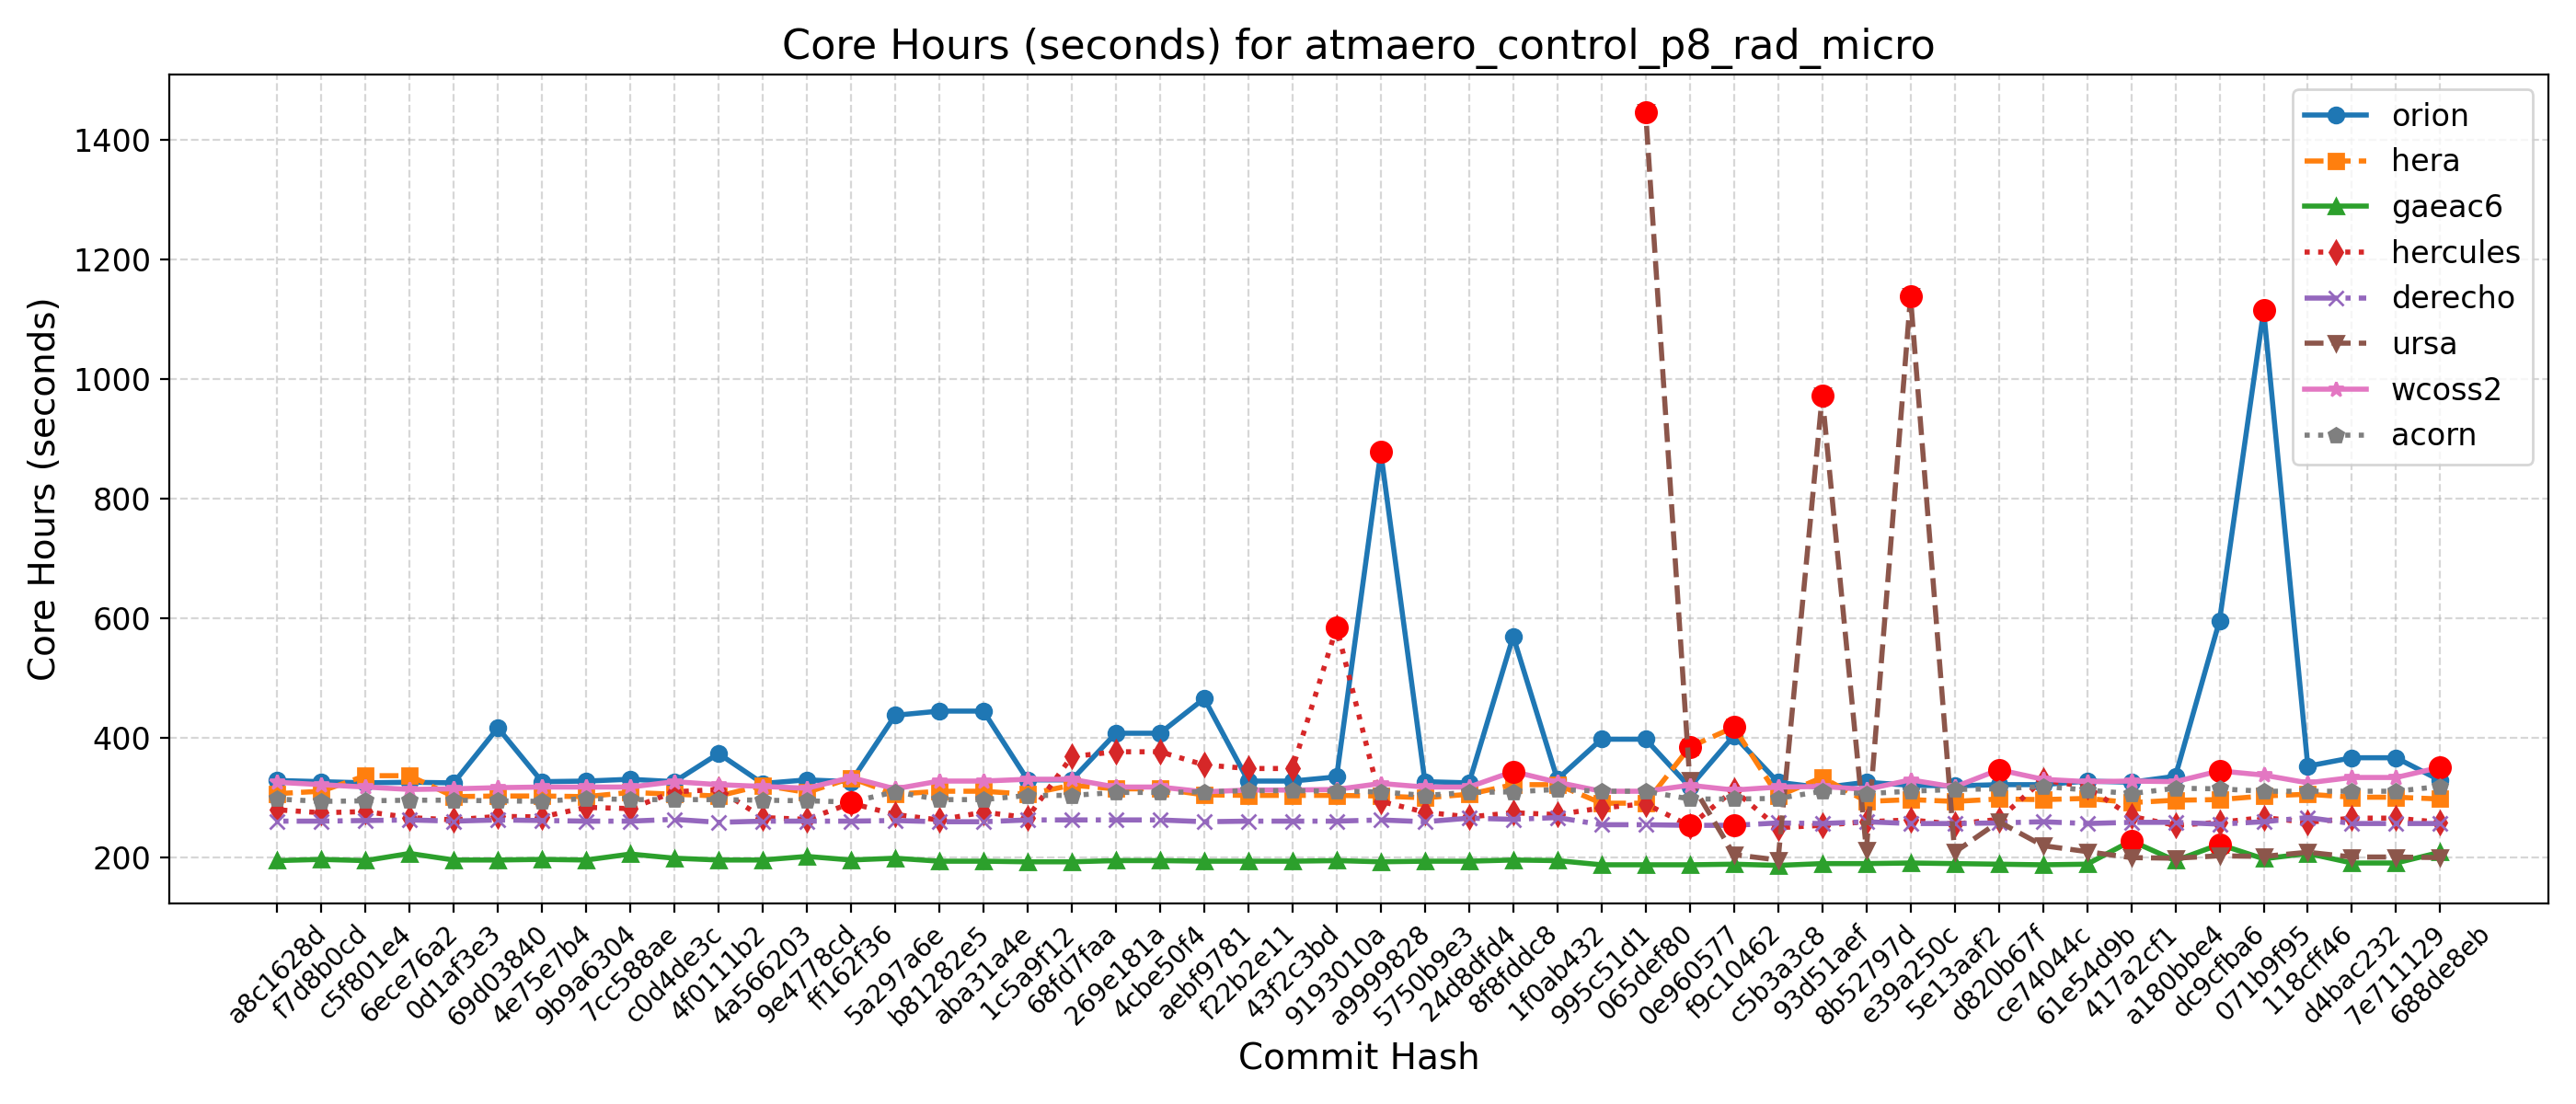 Core Hours (seconds) for atmaero_control_p8_rad_micro
Core Hours (seconds)
1400
1200
1000
800
600
400
200
orion
hera
gaeac6
hercules
derecho
ursa
wcoss2
acorn
a8c1628d
f7d8b0cd
c5f801e4
6ece76a2
0d1af3e3
69d03840
4e75e7b4
9b9a6304
7cc588ae
c0d4de3c
4f0111b2
4a566203
9e4778cd
ff162f36
5a297a6e
b81282e5
aba31a4e
1c5a9f12
68fd7faa
269e181a
4cbe50f4
aebf9781
f22b2e11
43f2c3bd
9193010a
a9999828
5750b9e3
24d8dfd4
8f8fddc8
1f0ab432
995c51d1
065def80
0e960577
f9c10462
c5b3a3c8
93d51aef
8b52797d
e39a250c
5e13aaf2
d820b67f
ce74044c
61e54d9b
417a2cf1
a180bbe4
dc9cfba6
071b9f95
118cff46
d4bac232
7e711129
688de8eb
Commit Hash